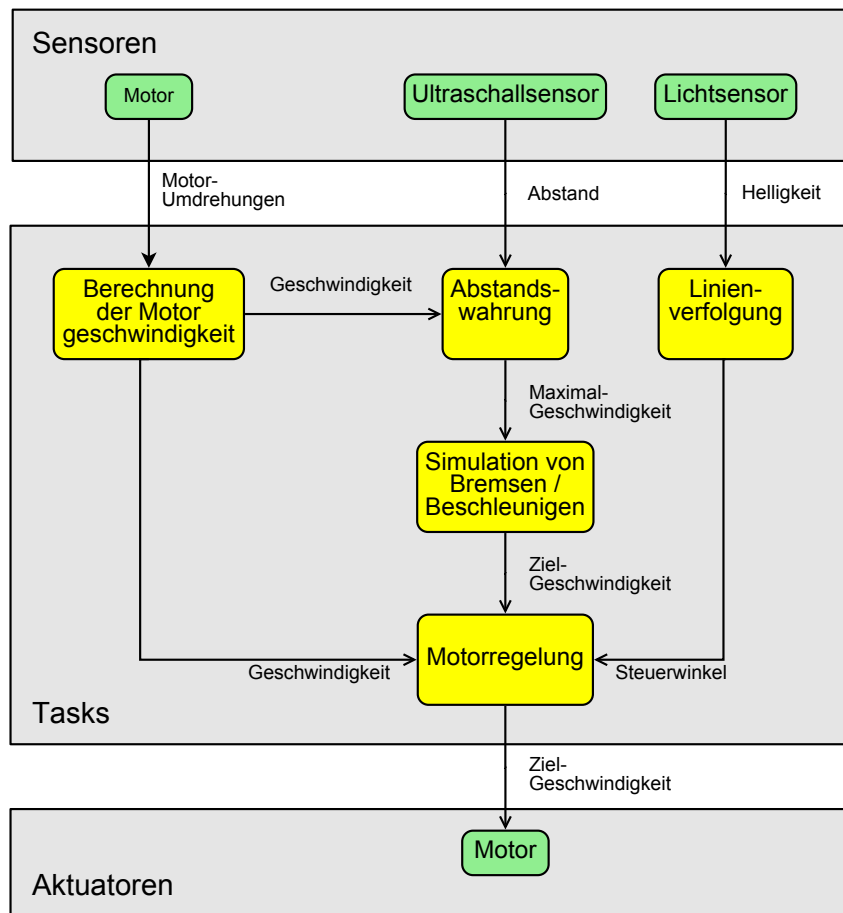 Sensoren
Motor
Ultraschallsensor
Lichtsensor
Motor-
Umdrehungen
Abstand
Helligkeit
Berechnung
der Motor
geschwindigkeit
Geschwindigkeit
Abstands-
wahrung
Linien-
verfolgung
Maximal-
Geschwindigkeit
Simulation von
Bremsen /
Beschleunigen
Ziel-
Geschwindigkeit
Motorregelung
Geschwindigkeit
Steuerwinkel
Tasks
Ziel-
Geschwindigkeit
Motor
Aktuatoren